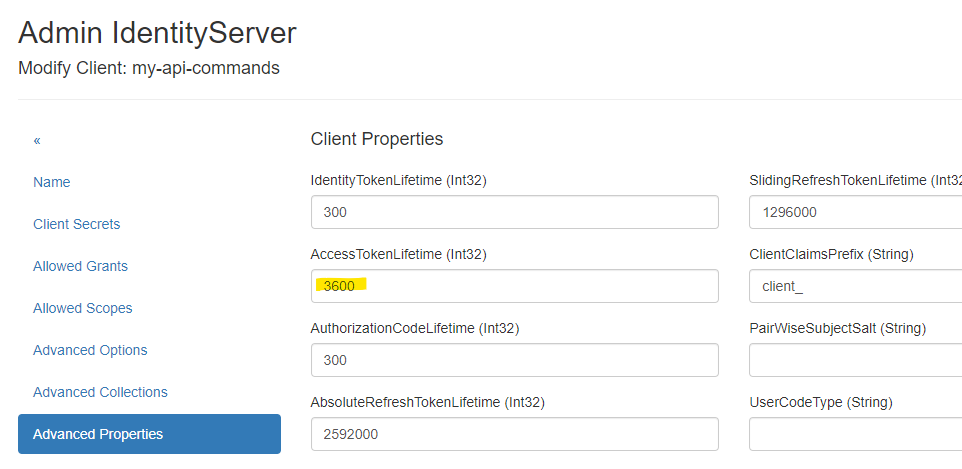 Admin IdentityServer
Modify Client: my-api-commands
«
Name
Client Secrets
Allowed Grants
Allowed Scopes
Advanced Options
Advanced Collections
Advanced Properties
Client Properties
IdentityTokenLifetime (Int32)
300
AccessTokenLifetime (Int32)
3600
AuthorizationCodeLifetime (Int32)
300
AbsoluteRefreshTokenLifetime (Int32)
2592000
SlidingRefreshTokenLifetime (Int32
1296000
ClientClaimsPrefix (String)
client_
PairWiseSubjectSalt (String)
UserCodeType (String)